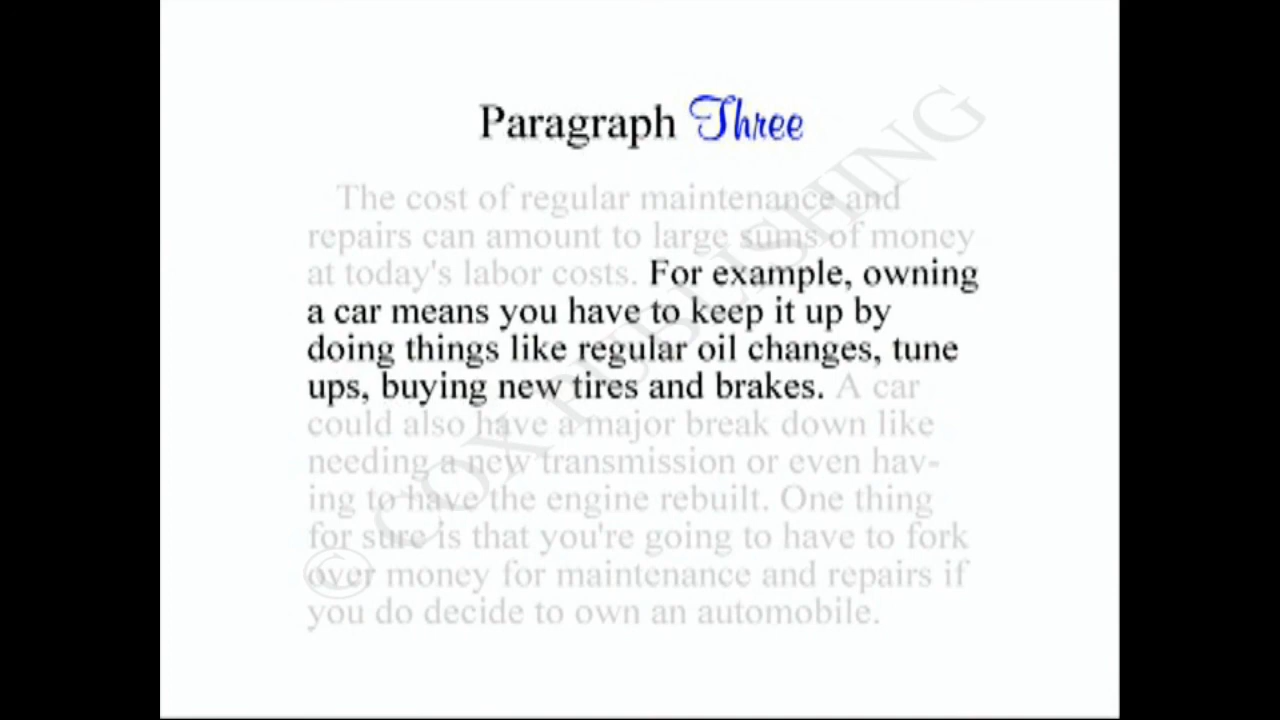 Paragraph Three
The cost of regular maintenance and
repairs can amount to large sums of money
at today's labor costs. For example, owning
a car means you have to keep it up by
doing things like regular oil changes, tune
ups, buying new tires and brakes. A car
could also have a major break down like
needing a new transmission or even hav-
ing to have the engine rebuilt. One thing
for sure is that you're going to have to fork
over money for maintenance and repairs if
you do decide to own an automobile.
© COX PUBLISHING